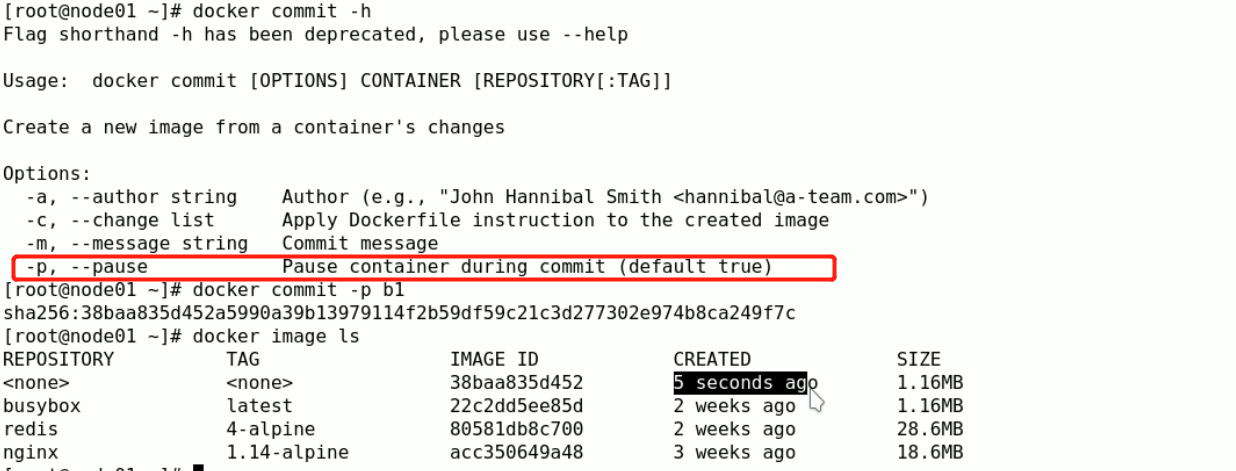 [root@node01 ~]# docker commit -h
Flag shorthand -h has been deprecated, please use --help
Usage:  docker commit [OPTIONS] CONTAINER [REPOSITORY[:TAG]]
Create a new image from a container's changes
Options:
  -a, --author string    Author (e.g., "John Hannibal Smith <hannibal@a-team.com>")
  -c, --change list      Apply Dockerfile instruction to the created image
  -m, --message string   Commit message
  -p, --pause            Pause container during commit (default true)
[root@node01 ~]# docker commit -p b1
sha256:38baa835d452a5990a39b13979114f2b59df59c21c3d277302e974b8ca249f7c
[root@node01 ~]# docker image ls
REPOSITORY          TAG                 IMAGE ID            CREATED             SIZE
<none>              <none>              38baa835d452        5 seconds ago       1.16MB
busybox             latest              22c2dd5ee85d        2 weeks ago         1.16MB
redis               4-alpine            80581db8c700        2 weeks ago         28.6MB
nginx               1.14-alpine         acc350649a48        3 weeks ago         18.6MB